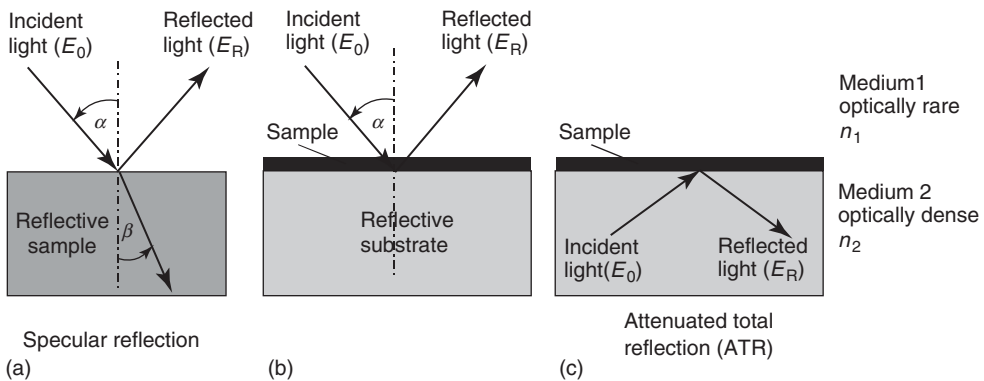 Incident
light (E0)
Reflected
light (ER)
α
Reflective
sample
β
Specular reflection
(a)
Incident
light (E0)
Reflected
light (ER)
α
Sample
Reflective
substrate
(b)
Sample
Incident
light(E0)
Reflected
light (ER)
Attenuated total
reflection (ATR)
(c)
Medium1
optically rare
n1
Medium 2
optically dense
n2